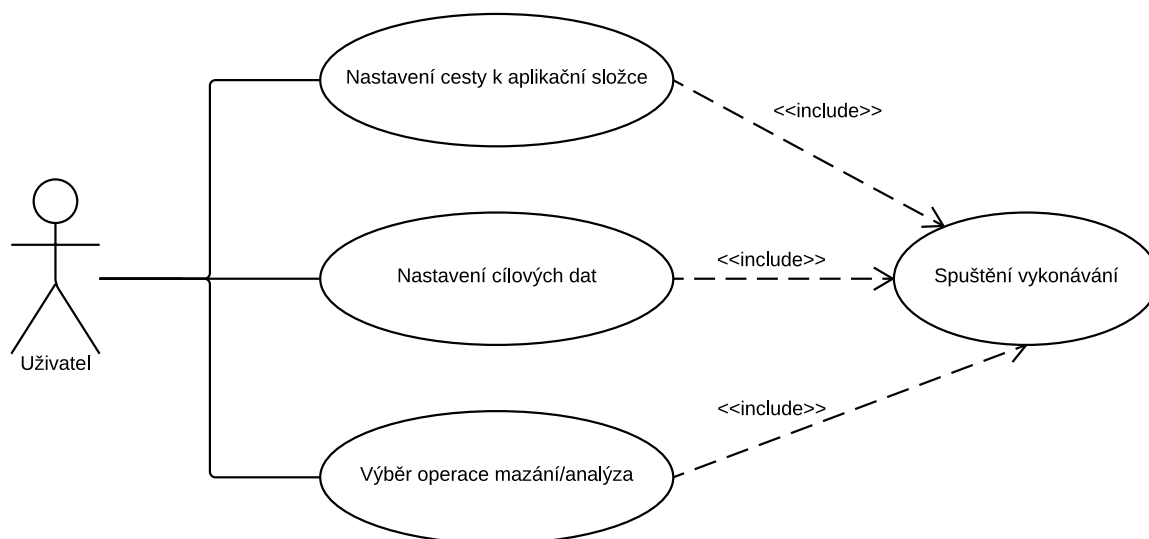 Nastavení cesty k aplikační složce
<<include>>
Nastavení cílových dat
<<include>>
Spuštění vykonávání
Uživatel
<<include>>
Výběr operace mazání/analýza